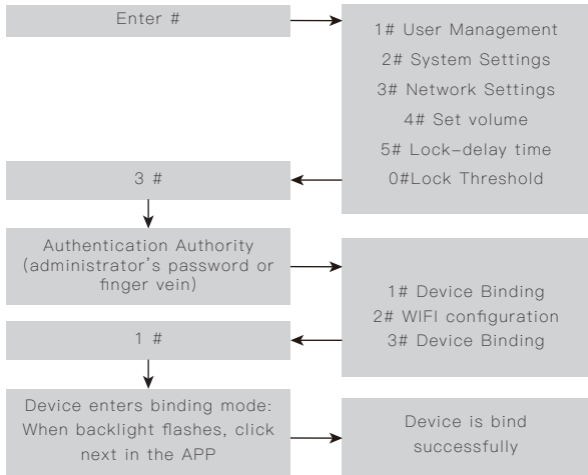 Enter #
1# User Management
2# System Settings
3# Network Settings
4# Set volume
5# Lock-delay time
0#Lock Threshold
3 #
Authentication Authority
(administrator's password or
finger vein)
1# Device Binding
2# WIFI configuration
3# Device Binding
1 #
Device enters binding mode:
When backlight flashes, click
next in the APP
Device is bind
successfully